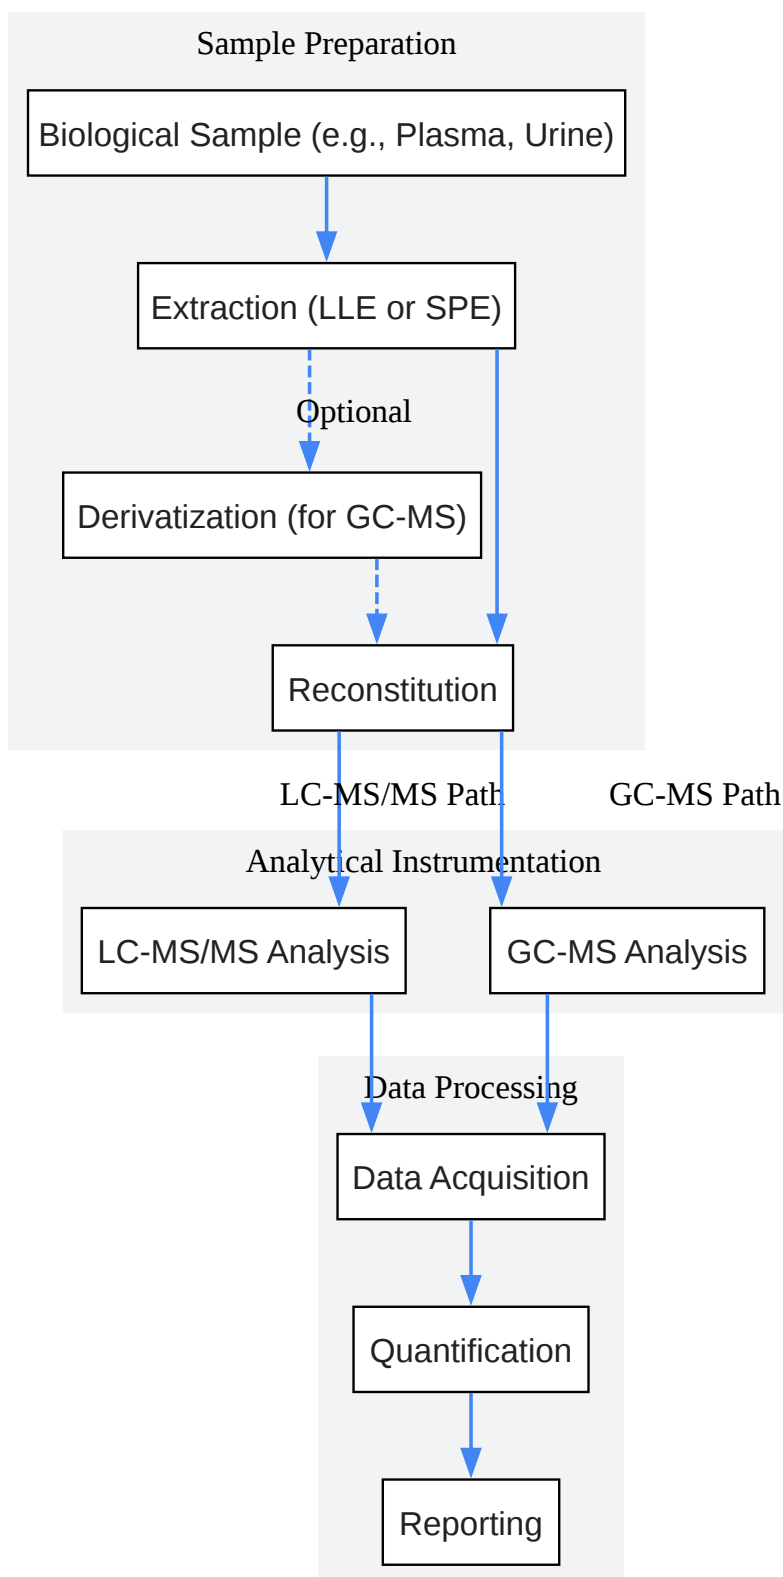 Sample Preparation
Biological Sample (e.g., Plasma, Urine)
Extraction (LLE or SPE)
Optional
Derivatization (for GC-MS)
Reconstitution
LC-MS/MS Path
GC-MS Path
Analytical Instrumentation
LC-MS/MS Analysis
GC-MS Analysis
Data Processing
Data Acquisition
Quantification
Reporting